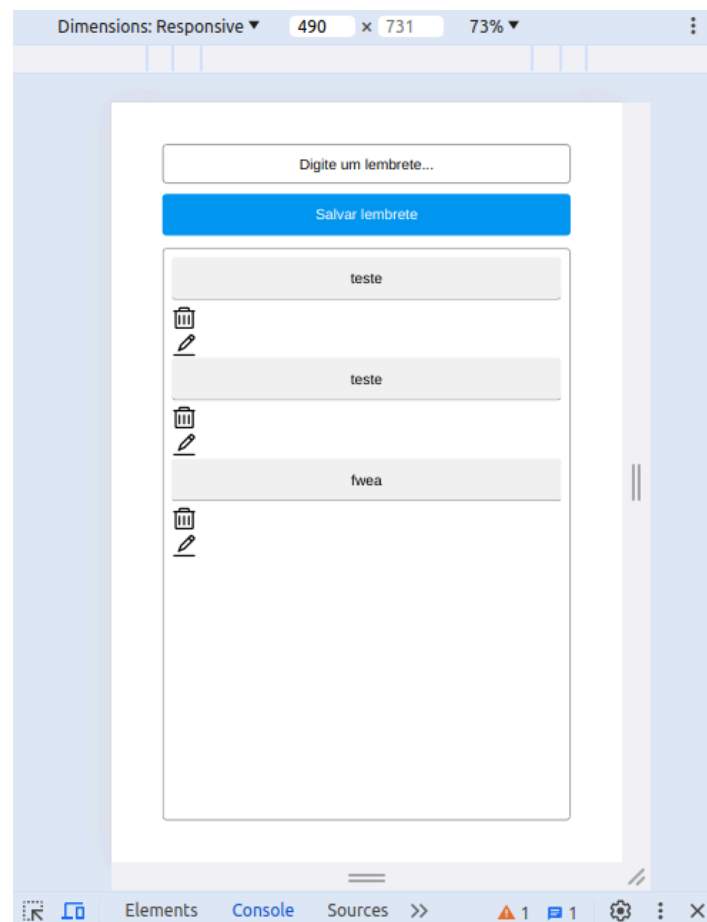 Dimensions: Responsive ▼ 490 × 731 73% ▼
Digite um lembrete...
Salvar lembrete
teste
teste
fwea
Elements Console Sources 1 1